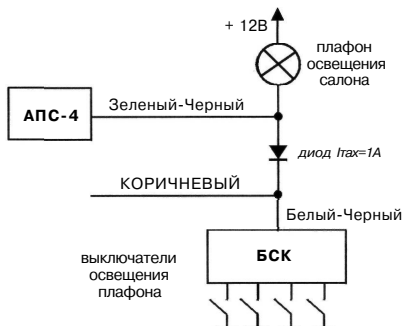 + 12В
плафон
освещения
салона
АПС-4
Зеленый-Черный
диод Imax=1А
КОРИЧНЕВЫЙ
Белый-Черный
выключатели
освещения
плафона
БСК